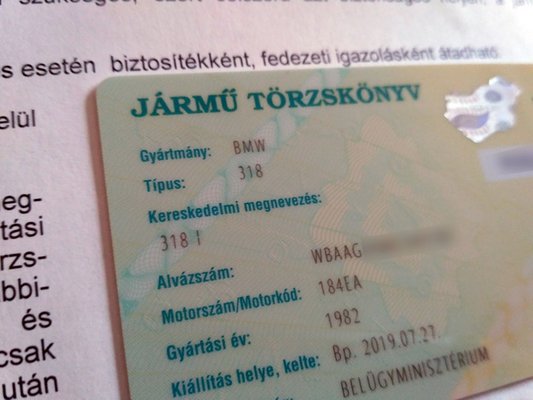 s esetén biztosítékként, fedezeti igazolásként átadható.
elül
eg-
tási
rzs-
bbi-
és
csak
után
JÁRMŰ TÖRZSKÖNYV
Gyártmány: BMW
Típus: 318
Kereskedelmi megnevezés:
318 I
Alvázszám: WBAAG
Motorszám/Motorkód: 184EA
Gyártási év: 1982
Kiállítás helye, kelte: Bp. 2019.07.27.
BELÜGYMINISZTÉRIUM